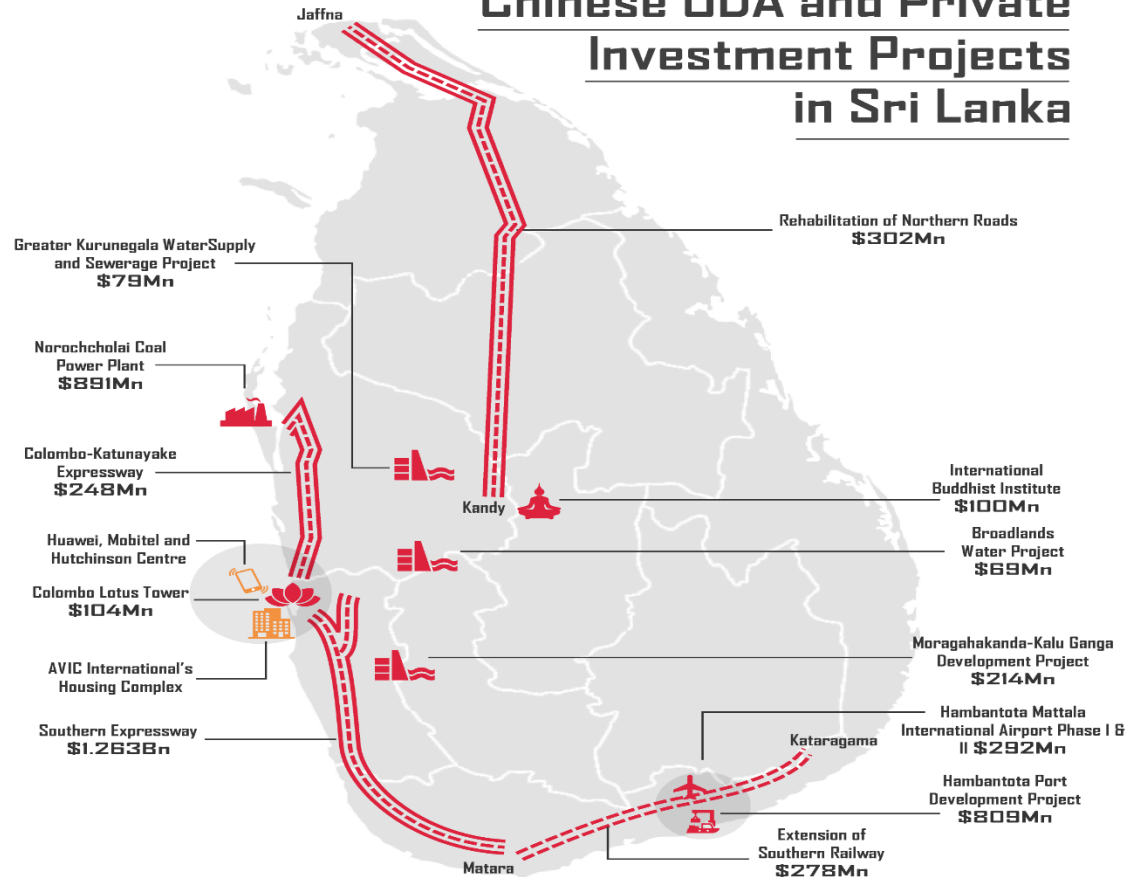 Chinese ODA and Private
Investment Projects
in Sri Lanka
Jaffna
Rehabilitation of Northern Roads
$302Mn
Greater Kurunegala WaterSupply
and Sewerage Project
$79Mn
Norochcholai Coal
Power Plant
$891Mn
Colombo-Katunayake
Expressway
$248Mn
Huawei, Mobitel and
Hutchinson Centre
Colombo Lotus Tower
$104Mn
AVIC International's
Housing Complex
Southern Expressway
$1.263Bn
Kandy
International
Buddhist Institute
$100Mn
Broadlands
Water Project
$69Mn
Moragahakanda-Kalu Ganga
Development Project
$214Mn
Hambantota Mattala
International Airport Phase I &
II $292Mn
Kataragama
Hambantota Port
Development Project
$809Mn
Extension of
Southern Railway
$278Mn
Matara